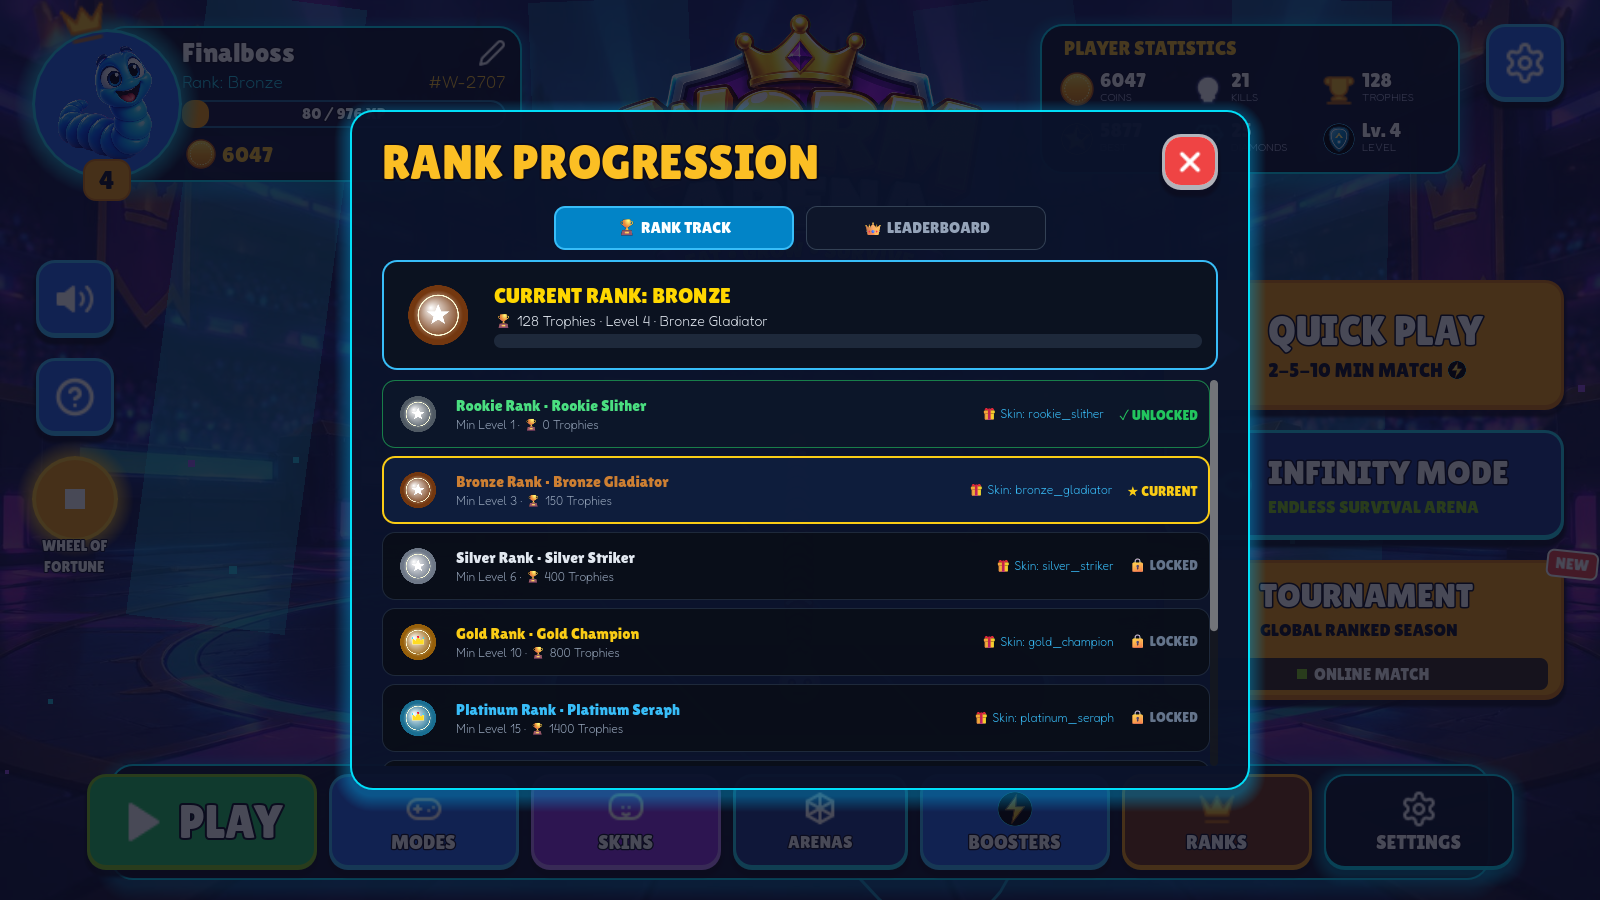 Finalboss
Rank: Bronze
#W-2707
80 / 976 XP
6047
4
PLAYER STATISTICS
6047
COINS
21
KILLS
128
TROPHIES
Lv. 4
LEVEL
RANK PROGRESSION
RANK TRACK
LEADERBOARD
CURRENT RANK: BRONZE
128 Trophies · Level 4 · Bronze Gladiator
Rookie Rank · Rookie Slither
Min Level 1 · 0 Trophies
Skin: rookie_slither
✓ UNLOCKED
Bronze Rank · Bronze Gladiator
Min Level 3 · 150 Trophies
Skin: bronze_gladiator
★ CURRENT
Silver Rank · Silver Striker
Min Level 6 · 400 Trophies
Skin: silver_striker
LOCKED
Gold Rank · Gold Champion
Min Level 10 · 800 Trophies
Skin: gold_champion
LOCKED
Platinum Rank · Platinum Seraph
Min Level 15 · 1400 Trophies
Skin: platinum_seraph
LOCKED
WHEEL OF
FORTUNE
QUICK PLAY
2-5-10 MIN MATCH
INFINITY MODE
ENDLESS SURVIVAL ARENA
NEW
TOURNAMENT
GLOBAL RANKED SEASON
ONLINE MATCH
PLAY
MODES
SKINS
ARENAS
BOOSTERS
RANKS
SETTINGS